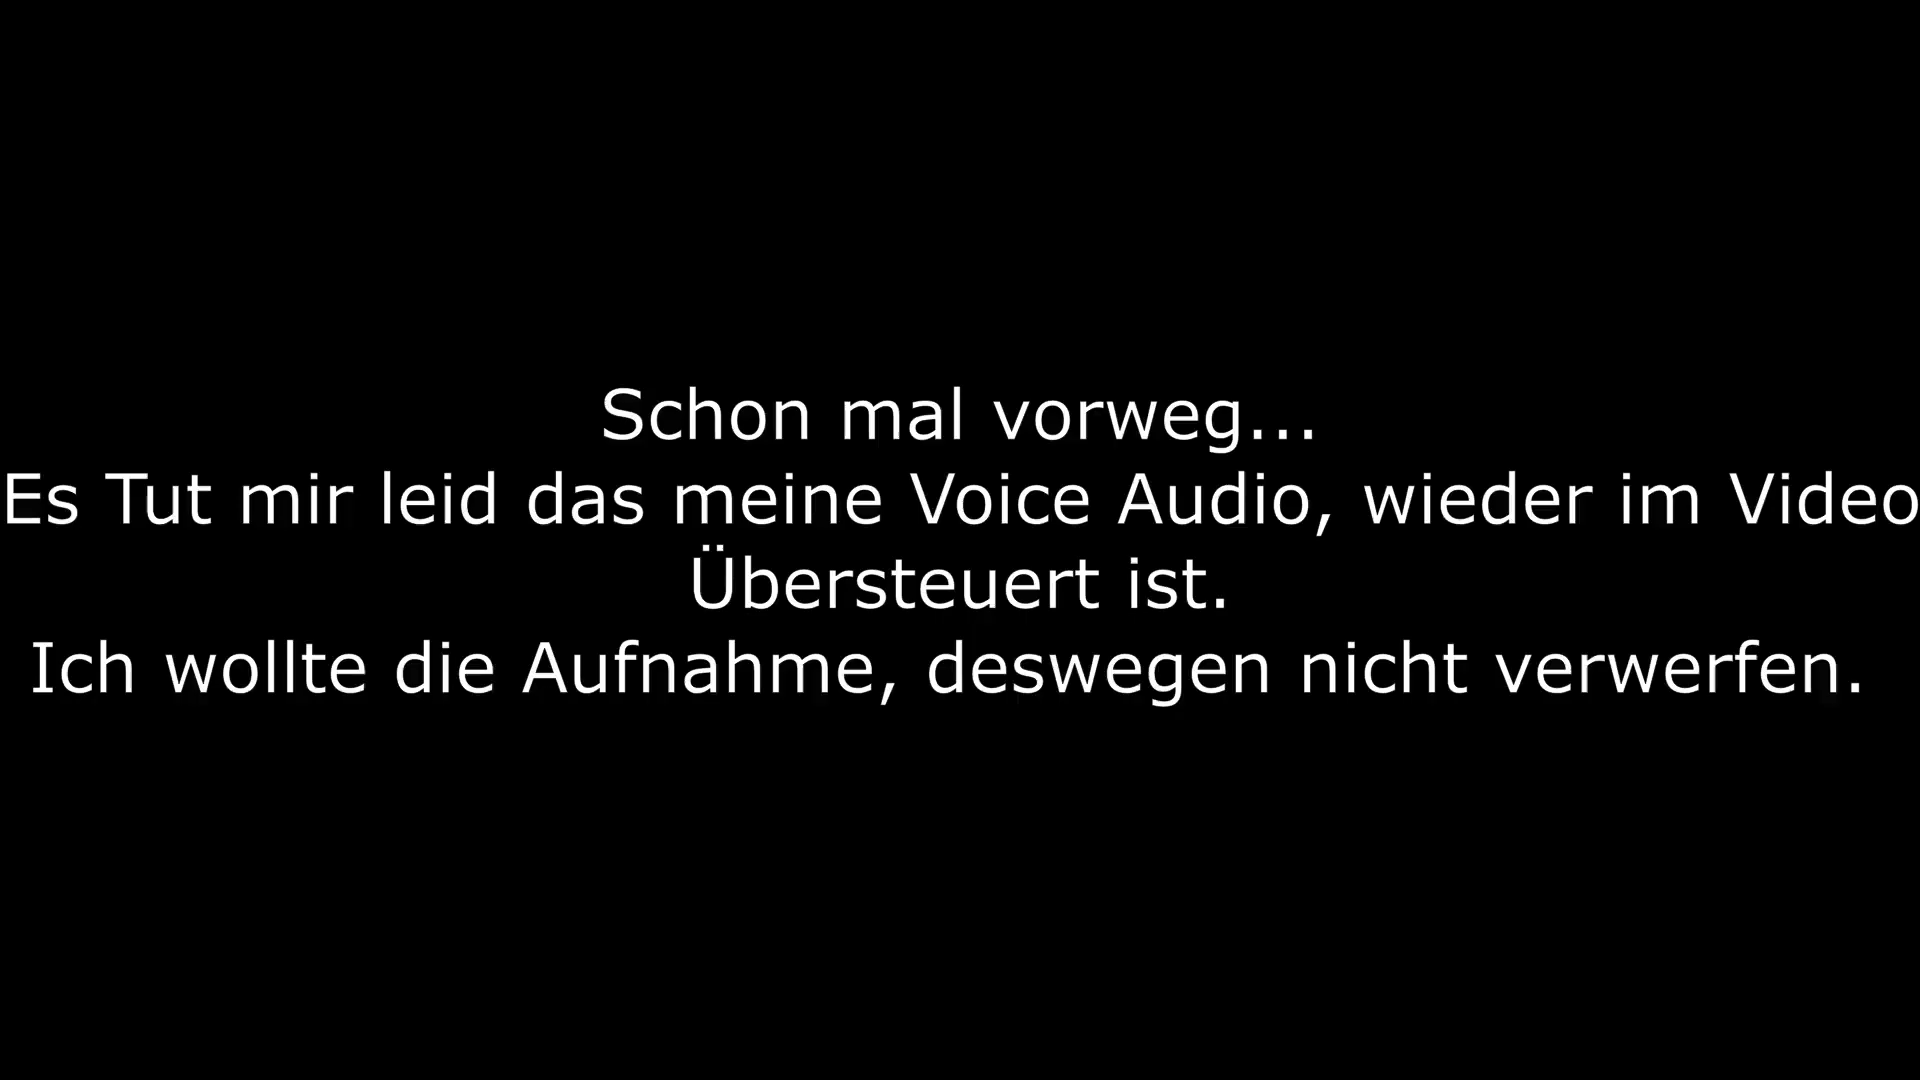 Schon mal vorweg...
Es Tut mir leid das meine Voice Audio, wieder im Video
Übersteuert ist.
Ich wollte die Aufnahme, deswegen nicht verwerfen.